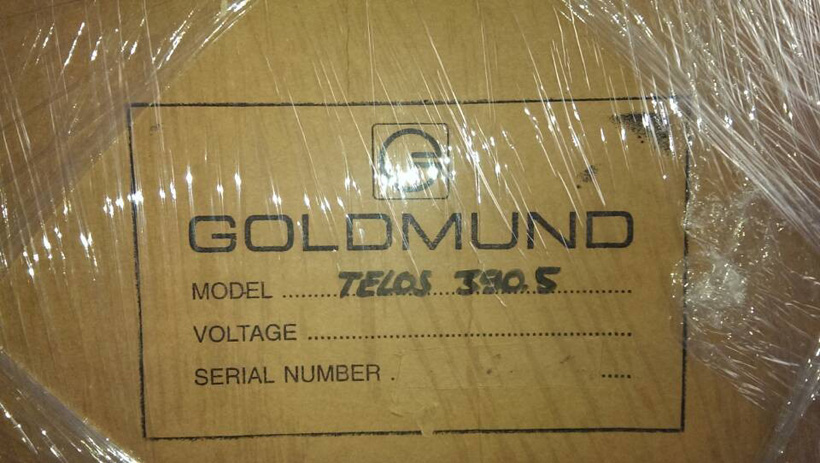 G
GOLDMUND
MODEL ........TELOS 390.5.............
VOLTAGE ..........................................
SERIAL NUMBER . .....